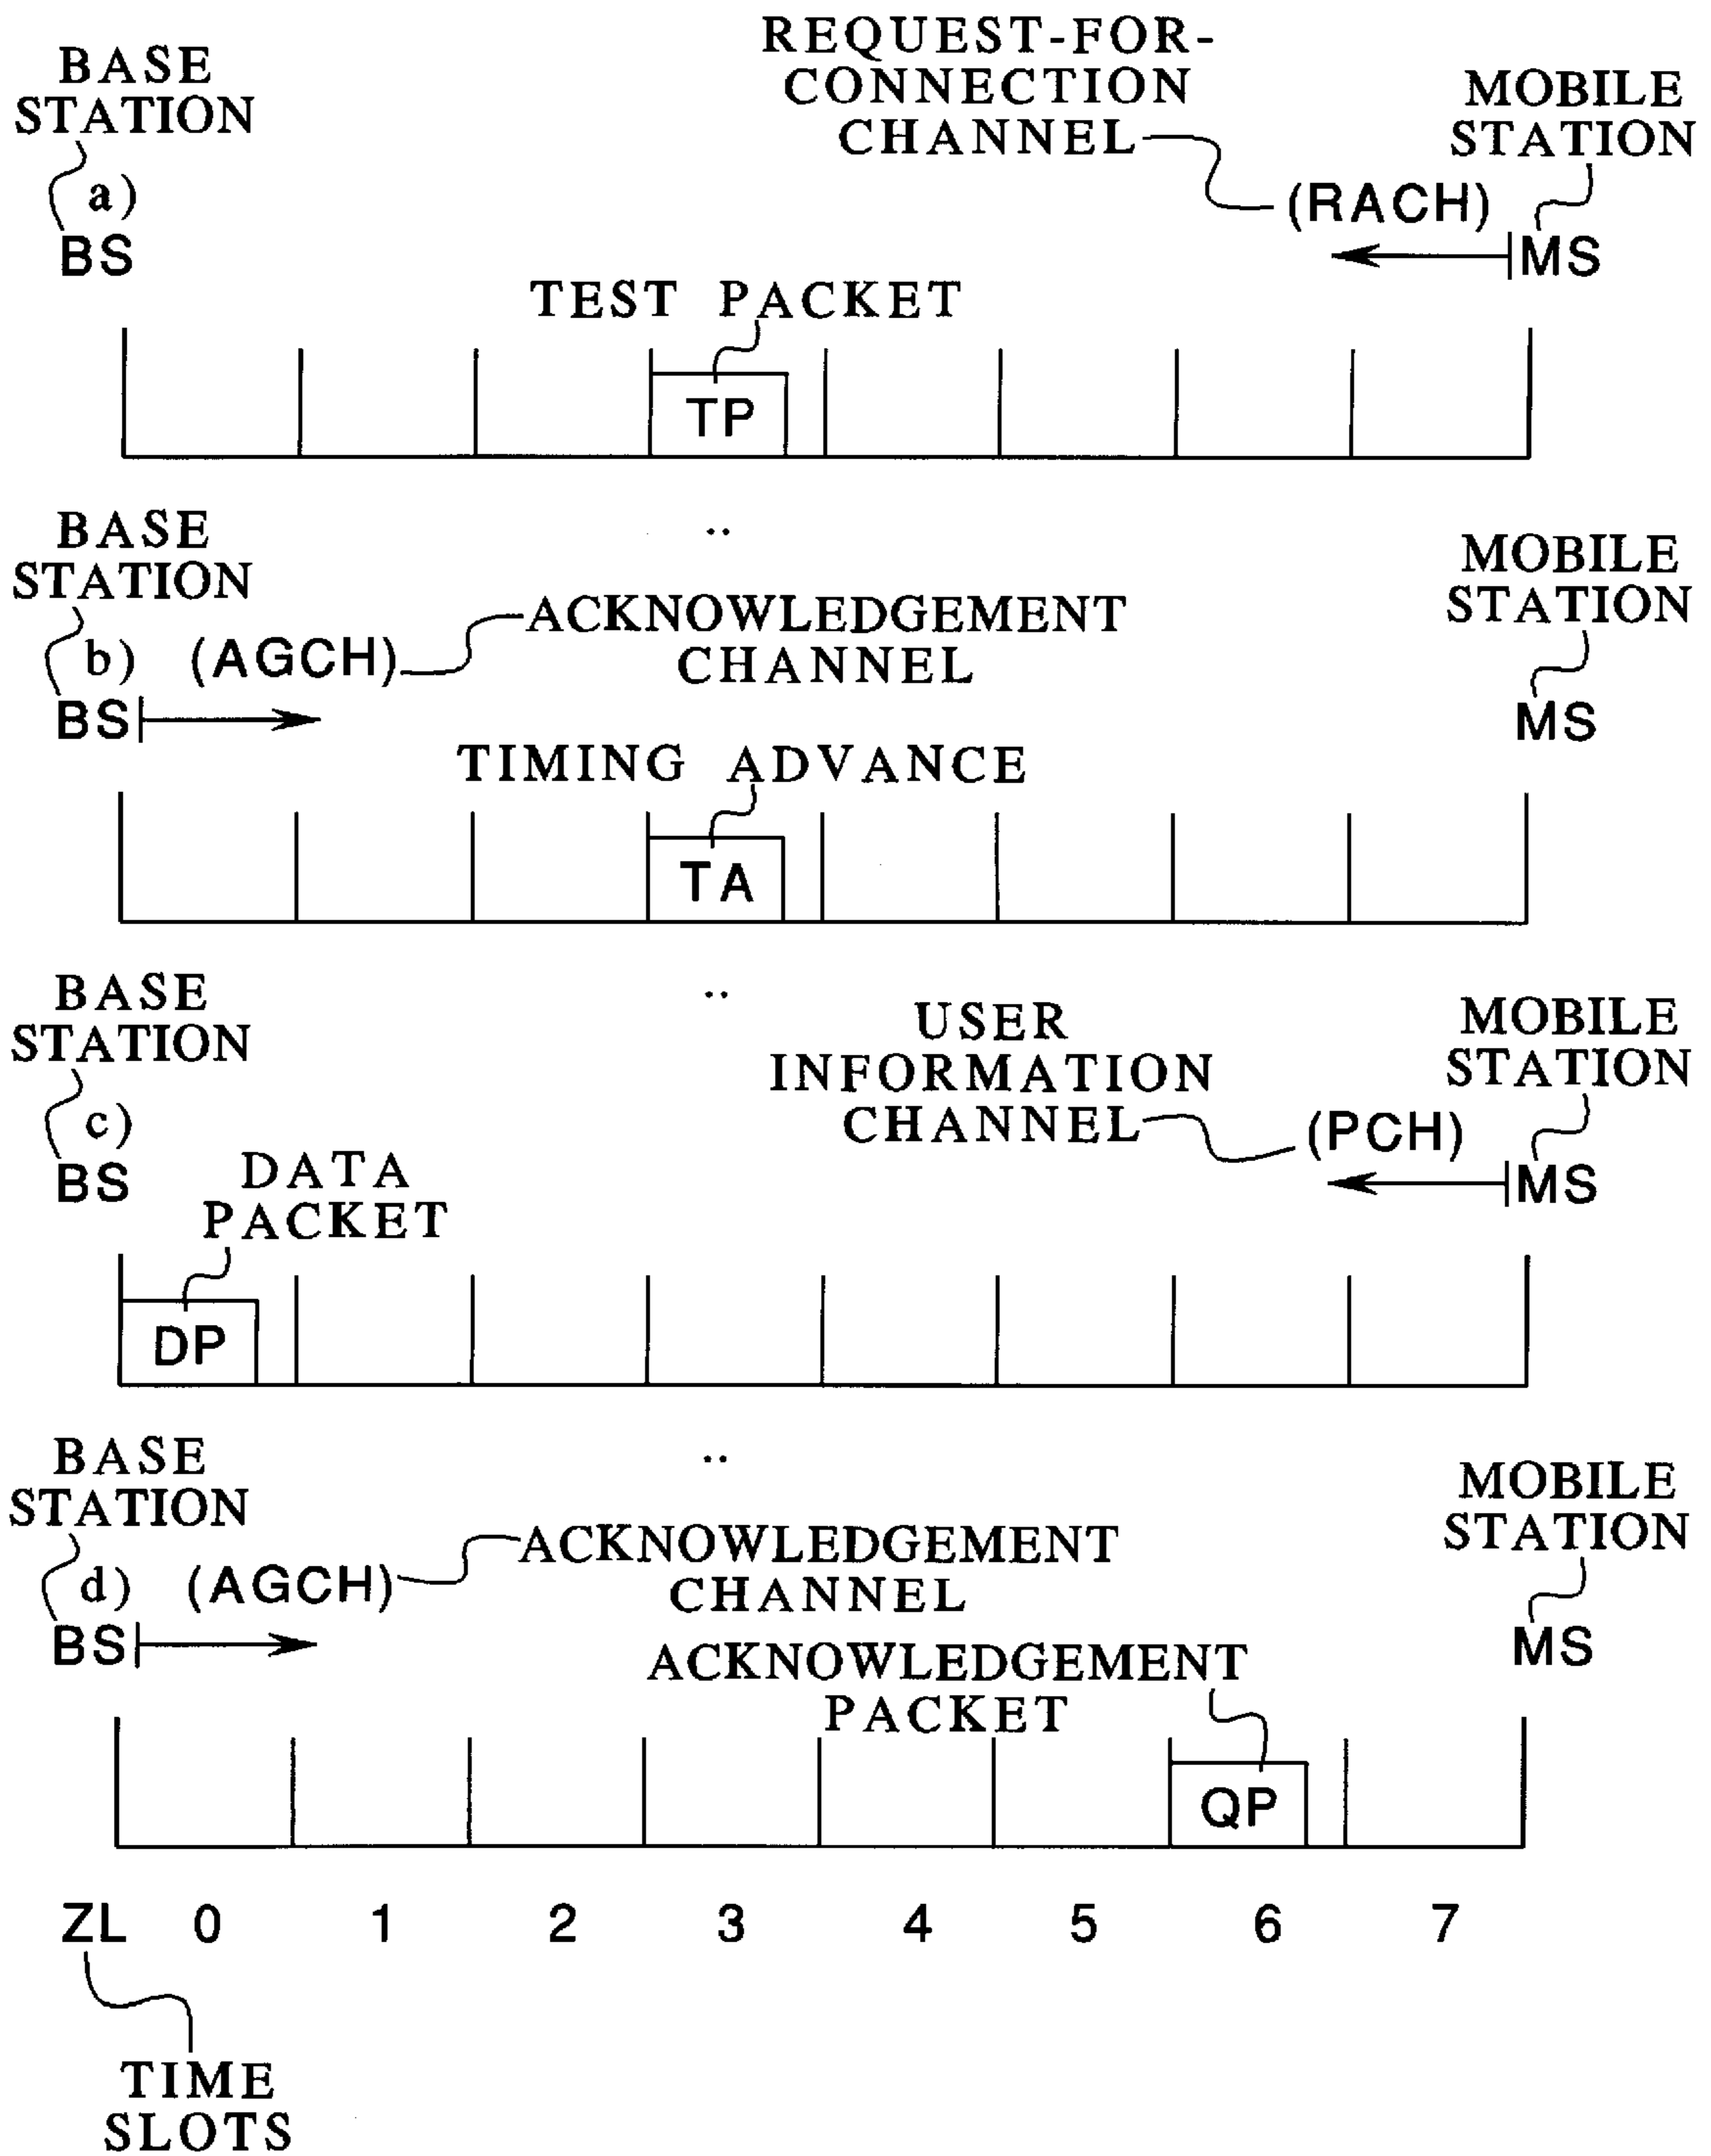 BASE
STATION
REQUEST-FOR-
CONNECTION
CHANNEL
MOBILE
STATION
a)
(RACH)
BS
MS
TEST PACKET
TP
BASE
STATION
MOBILE
STATION
b) (AGCH)
ACKNOWLEDGEMENT
CHANNEL
BS
MS
TIMING ADVANCE
TA
BASE
STATION
USER
INFORMATION
CHANNEL
MOBILE
STATION
c)
(PCH)
BS
MS
DATA
PACKET
DP
BASE
STATION
MOBILE
STATION
d) (AGCH)
ACKNOWLEDGEMENT
CHANNEL
BS
MS
ACKNOWLEDGEMENT
PACKET
QP
ZL 0 1 2 3 4 5 6 7
TIME
SLOTS